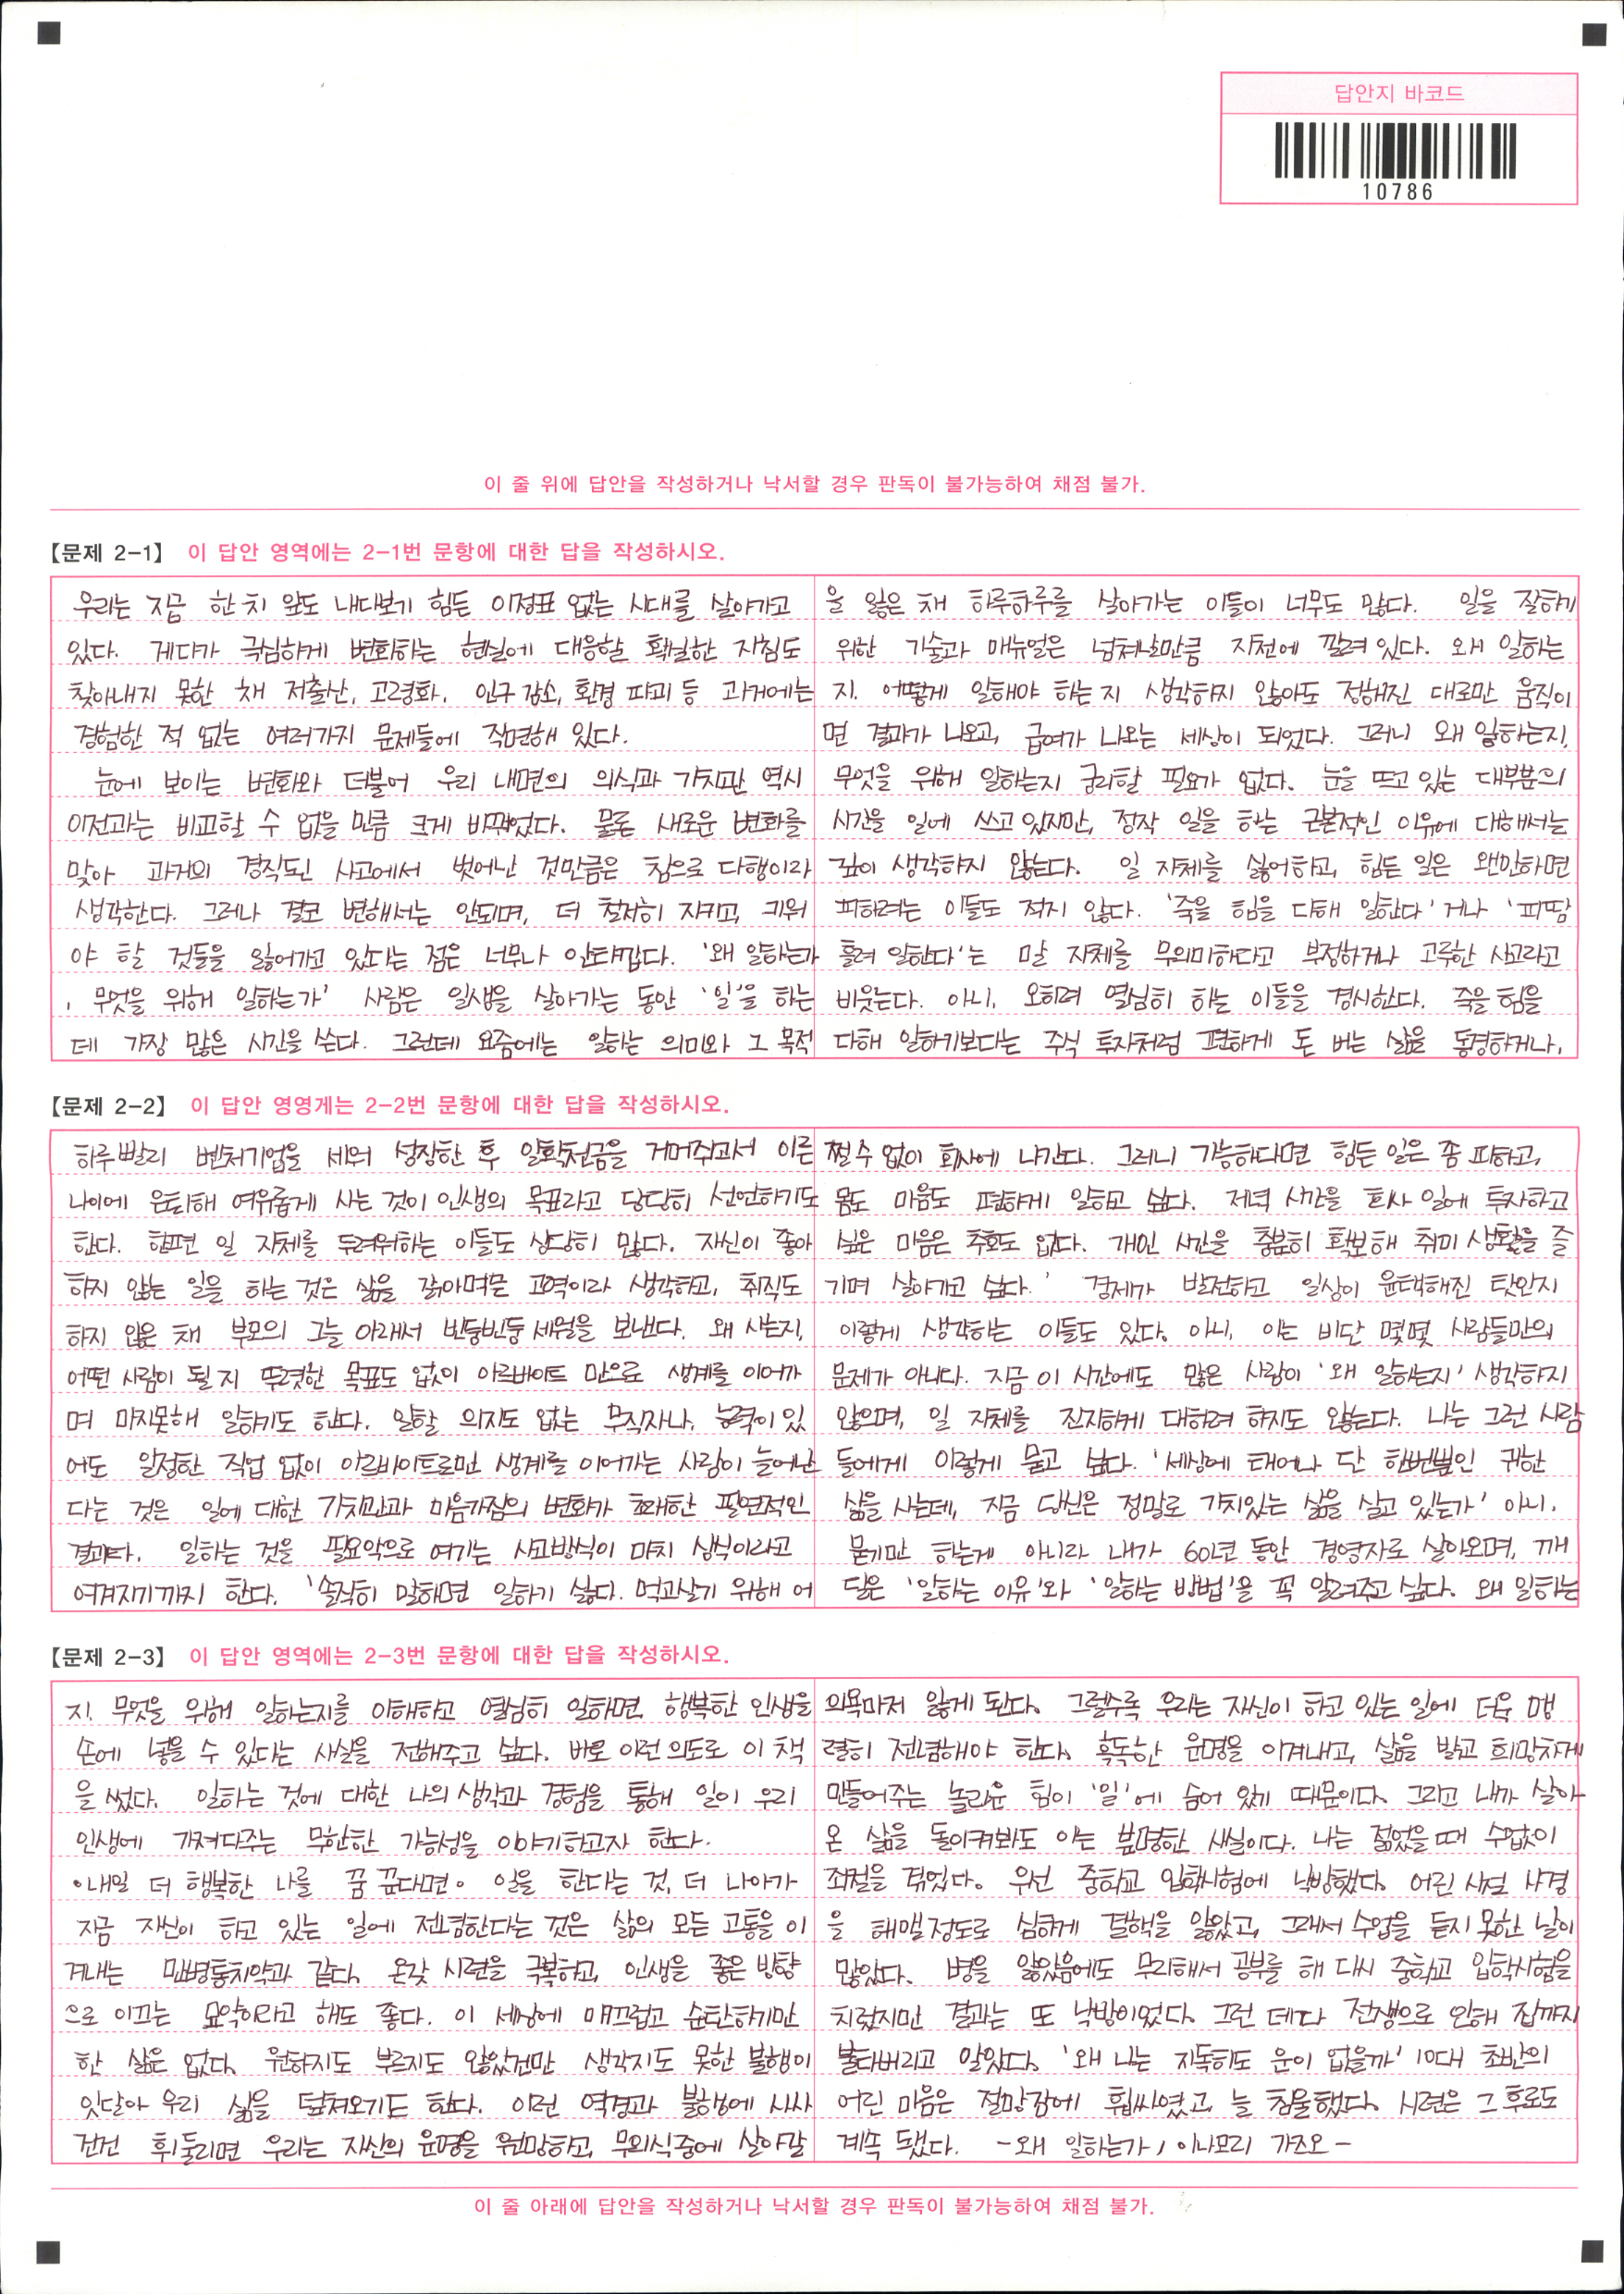 답안지 바코드
10786
이 줄 위에 답안을 작성하거나 낙서할 경우 판독이 불가능하여 채점 불가.
【문제 2-1】 이 답안 영역에는 2-1번 문항에 대한 답을 작성하시오.
우리는 지금 한 치 앞도 내다보기 힘든 이정표 없는 시대를 살아가고
있다. 게다가 극심하게 변화하는 현실에 대응할 확실한 지침도
찾아내지 못한 채 저출산, 고령화, 인구 감소, 환경 파괴 등 과거에는
경험한 적 없는 여러가지 문제들에 직면해 있다.
눈에 보이는 변화와 더불어 우리 내면의 의식과 가치관 역시
이전과는 비교할 수 없을 만큼 크게 바뀌었다. 물론 새로운 변화를
맞아 과거의 경직된 사고에서 벗어난 것만큼은 참으로 다행이라
생각한다. 그러나 결코 변해서는 안되며, 더 철저히 지키고, 키워
야 할 것들을 잃어가고 있다는 점은 너무나 안타깝다. '왜 일하는가
, 무엇을 위해 일하는가' 사람은 일생을 살아가는 동안 '일'을 하는
데 가장 많은 시간을 쓴다. 그런데 요즘에는 일하는 의미와 그 목적
을 잃은 채 하루하루를 살아가는 이들이 너무도 많다. 일을 잘하기
위한 기술과 매뉴얼은 넘쳐날만큼 지천에 깔려 있다. 왜 일하는
지, 어떻게 일해야 하는 지 생각하지 않아도 정해진 대로만 움직이
면 결과가 나오고, 급여가 나오는 세상이 되었다. 그러니 왜 일하는지,
무엇을 위해 일하는지 궁리할 필요가 없다. 눈을 뜨고 있는 대부분의
시간을 일에 쓰고 있지만, 정작 일을 하는 근본적인 이유에 대해서는
깊이 생각하지 않는다. 일 자체를 싫어하고, 힘든 일은 왠만하면
피하려는 이들도 적지 않다. '죽을 힘을 다해 일한다'거나 '피땀
흘려 일한다'는 말 자체를 무의미하다고 부정하거나 고루한 사고라고
비웃는다. 아니, 오히려 열심히 하는 이들을 경시한다. 죽을 힘을
다해 일하기보다는 주식 투자처럼 편하게 돈 버는 삶을 동경하거나,
【문제 2-2】 이 답안 영영게는 2-2번 문항에 대한 답을 작성하시오.
하루 빨리 벤처기업을 세워 성장한 후 일확천금을 거머쥐고서 이른
나이에 은퇴해 여유롭게 사는 것이 인생의 목표라고 당당히 선언하기도
한다. 한편 일 자체를 두려워하는 이들도 상당히 많다. 자신이 좋아
하지 않는 일을 하는 것은 삶을 갉아먹는 고역이라 생각하고, 취직도
하지 않은 채 부모의 그늘 아래서 빈둥빈둥 세월을 보낸다. 왜 사는지,
어떤 사람이 될 지 뚜렷한 목표도 없이 아르바이트 만으로 생계를 이어가
며 마지못해 일하기도 한다. 일할 의지도 없는 무직자나, 능력이 있
어도 일정한 직업 없이 아르바이트로만 생계를 이어가는 사람이 늘어난
다는 것은 일에 대한 가치관과 마음가짐의 변화가 초래한 필연적인
결과다. 일하는 것을 필요악으로 여기는 사고방식이 마치 상식이라고
여겨지기까지 한다. '솔직히 말하면 일하기 싫다. 먹고살기 위해 어
쩔 수 없이 회사에 나간다. 그러니 가능하다면 힘든 일은 좀 피하고,
몸도 마음도 편하게 일하고 싶다. 저녁 시간을 회사 일에 투자하고
싶은 마음은 추호도 없다. 개인 시간을 충분히 확보해 취미 생활을 즐
기며 살아가고 싶다.' 경제가 발전하고 일상이 윤택해진 탓인지
이렇게 생각하는 이들도 있다. 아니, 이는 비단 몇몇 사람들만의
문제가 아니다. 지금 이 시간에도 많은 사람이 '왜 일하는지' 생각하지
않으며, 일 자체를 진지하게 대하려 하지도 않는다. 나는 그런 사람
들에게 이렇게 묻고 싶다. '세상에 태어나 단 한번뿐인 귀한
삶을 사는데, 지금 당신은 정말로 가치있는 삶을 살고 있는가' 아니,
묻기만 하는게 아니라 내가 60년 동안 경영자로 살아오며, 깨
달은 '일하는 이유'와 '일하는 방법'을 꼭 알려주고 싶다. 왜 일하는
【문제 2-3】 이 답안 영역에는 2-3번 문항에 대한 답을 작성하시오.
지, 무엇을 위해 일하는지를 이해하고 열심히 일하면, 행복한 인생을
손에 넣을 수 있다는 사실을 전해주고 싶다. 바로 이런 의도로 이 책
을 썼다. 일하는 것에 대한 나의 생각과 경험을 통해 일이 우리
인생에 가져다주는 무한한 가능성을 이야기하고자 한다.
·내일 더 행복한 나를 꿈 꾼다면· 일을 한다는 것, 더 나아가
지금 자신이 하고 있는 일에 전념한다는 것은 삶의 모든 고통을 이
겨내는 만병통치약과 같다. 온갖 시련을 극복하고, 인생을 좋은 방향
으로 이끄는 묘약이라고 해도 좋다. 이 세상에 매끄럽고 순탄하기만
한 삶은 없다. 원하지도 부르지도 않았건만 생각지도 못한 불행이
잇달아 우리 삶을 덮쳐오기도 한다. 이런 역경과 불행에 사사
건건 휘둘리면 우리는 자신의 운명을 원망하고, 무의식중에 살아갈
의욕마저 잃게 된다. 그럴수록 우리는 자신이 하고 있는 일에 더욱 맹
렬히 전념해야 한다. 혹독한 운명을 이겨내고, 삶을 밝고 희망차게
만들어주는 놀라운 힘이 '일'에 숨어 있기 때문이다. 그리고 내가 살아
온 삶을 돌이켜봐도 이는 분명한 사실이다. 나는 젊었을 때 수없이
좌절을 겪었다. 우선 중학교 입학시험에 낙방했다. 어린 시절 사경
을 헤맬 정도로 심하게 결핵을 앓았고, 그래서 수업을 듣지 못한 날이
많았다. 병을 앓았음에도 무리해서 공부를 해 다시 중학교 입학시험을
치렀지만 결과는 또 낙방이었다. 그런 데다 전쟁으로 인해 집까지
불타버리고 말았다. '왜 나는 지독히도 운이 없을까' 10대 초반의
어린 마음은 절망감에 휩싸였고, 늘 침울했다. 시련은 그 후로도
계속 됐다. -왜 일하는가, 이나모리 가즈오-
이 줄 아래에 답안을 작성하거나 낙서할 경우 판독이 불가능하여 채점 불가.